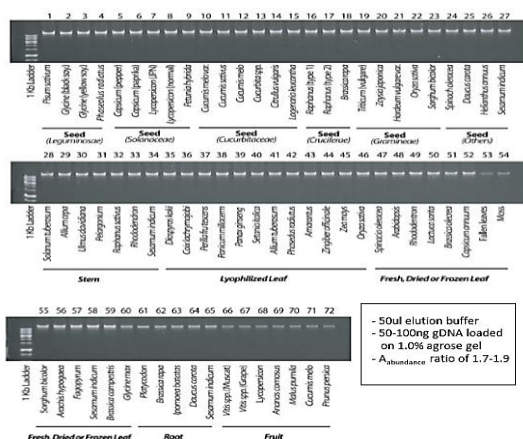 1 2 3 4 5 6 7 8 9 10 11 12 13 14 15 16 17 18 19 20 21 22 23 24 25 26 27
1 Kb Ladder
Pisum sativum
Glycine (black soy)
Glycine (yellow soy)
Phaseolus radiatus
Capsicum (pepper)
Capsicum (paprika)
Lycopersicon (JPN)
Lycopersicon (normal)
Petunia hybrida
Cucumis melo var.
Cucumis sativus
Cucumis melo
Cucurbita spp.
Citrullus vulgaris
Lagenaria leucantha
Raphanus (type 1)
Raphanus (type 2)
Brassica rapa
Triticum (vulgare)
Zoysia japonica
Hordeum vulgare var.
Oryza sativa
Sorghum bicolor
Spinacia oleracea
Daucus carota
Helianthus annuus
Sesamum indicum
Seed Seed Seed Seed Seed Seed
(Leguminosae) (Solanaceae) (Cucurbitaceae) (Cruciferae) (Gramineae) (Others)
28 29 30 31 32 33 34 35 36 37 38 39 40 41 42 43 44 45 46 47 48 49 50 51 52 53 54
1 Kb Ladder
Solanum tuberosum
Allium cepa
Ulmus davidiana
Pelargonium
Raphanus sativus
Rhododendron
Sesamum indicum
Diospyros kaki
Coix lachrymajobi
Perilla frutescens
Panicum miliaceum
Panax ginseng
Setaria italica
Allium tuberosum
Phaseolus radiatus
Amarantus
Zingiber officinale
Zea mays
Oryza sativa
Spinacia oleracea
Arabidopsis
Rhododendron
Lactuca sativa
Brassica oleracea
Capsicum annuum
Fallen leaves
Moss
Stem Lyophilized Leaf Fresh, Dried or Frozen Leaf
55 56 57 58 59 60 61 62 63 64 65 66 67 68 69 70 71 72
1 Kb Ladder
Sorghum bicolor
Arachis hypogaea
Fagopyrum
Sesamum indicum
Brassica campestris
Glycine max
Platycodon
Brassica rapa
Ipomoea batatas
Daucus carota
Sesamum indicum
Vitis spp. (Muscat)
Vitis spp. (Grape)
Lycopersicon
Ananas comosus
Malus pumila
Cucumis melo
Prunus persica
Fresh, Dried or Frozen Leaf Root Fruit
- 50ul elution buffer
- 50-100ng gDNA loaded
on 1.0% agrose gel
- Aabundance ratio of 1.7-1.9